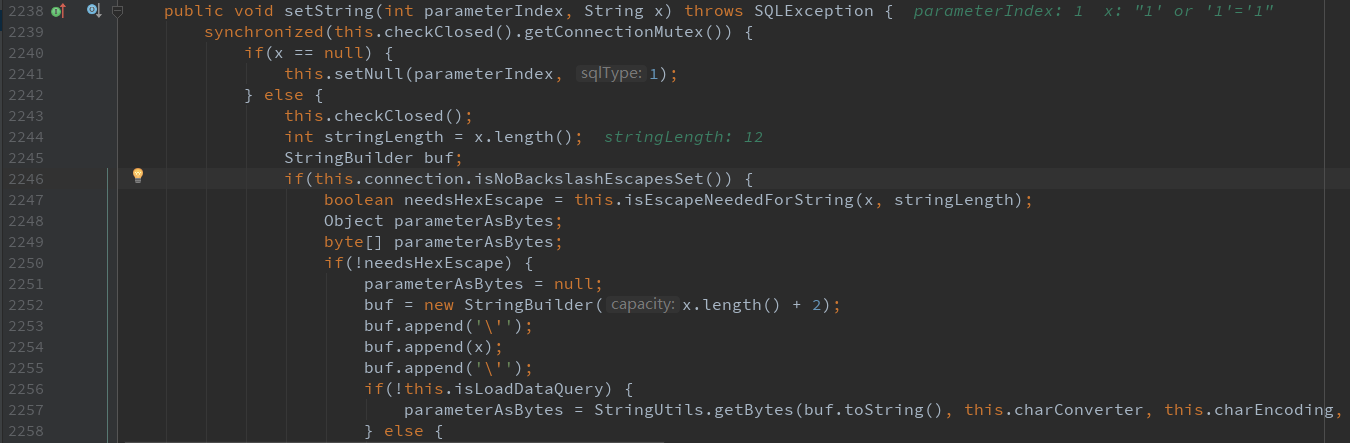 2238 public void setString(int parameterIndex, String x) throws SQLException { parameterIndex: 1 x: "1' or '1'='1"
2239 synchronized(this.checkClosed().getConnectionMutex()) {
2240 if(x == null) {
2241 this.setNull(parameterIndex, sqlType: 1);
2242 } else {
2243 this.checkClosed();
2244 int stringLength = x.length(); stringLength: 12
2245 StringBuilder buf;
2246 if(this.connection.isNoBackslashEscapesSet()) {
2247 boolean needsHexEscape = this.isEscapeNeededForString(x, stringLength);
2248 Object parameterAsBytes;
2249 byte[] parameterAsBytes;
2250 if(!needsHexEscape) {
2251 parameterAsBytes = null;
2252 buf = new StringBuilder( capacity: x.length() + 2);
2253 buf.append('\'');
2254 buf.append(x);
2255 buf.append('\'');
2256 if(!this.isLoadDataQuery) {
2257 parameterAsBytes = StringUtils.getBytes(buf.toString(), this.charConverter, this.charEncoding,
2258 } else {